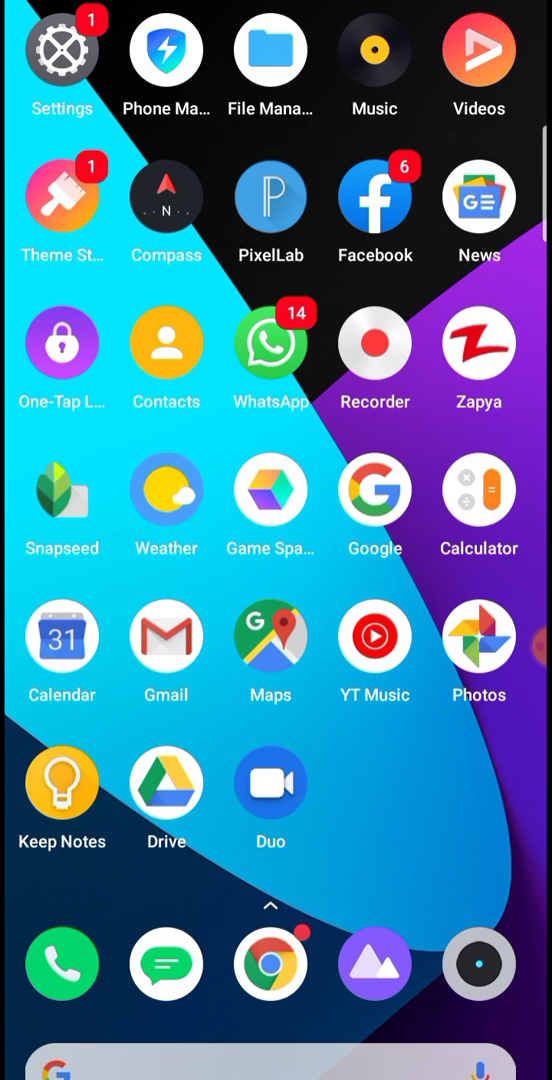 1
Settings
Phone Ma...
File Mana...
Music
Videos
1
N
6
GE
Theme St...
Compass
PixelLab
Facebook
News
14
One-Tap L...
Contacts
WhatsApp
Recorder
Zapya
Snapseed
Weather
Game Spa...
Google
Calculator
31
G
Calendar
Gmail
Maps
YT Music
Photos
Keep Notes
Drive
Duo